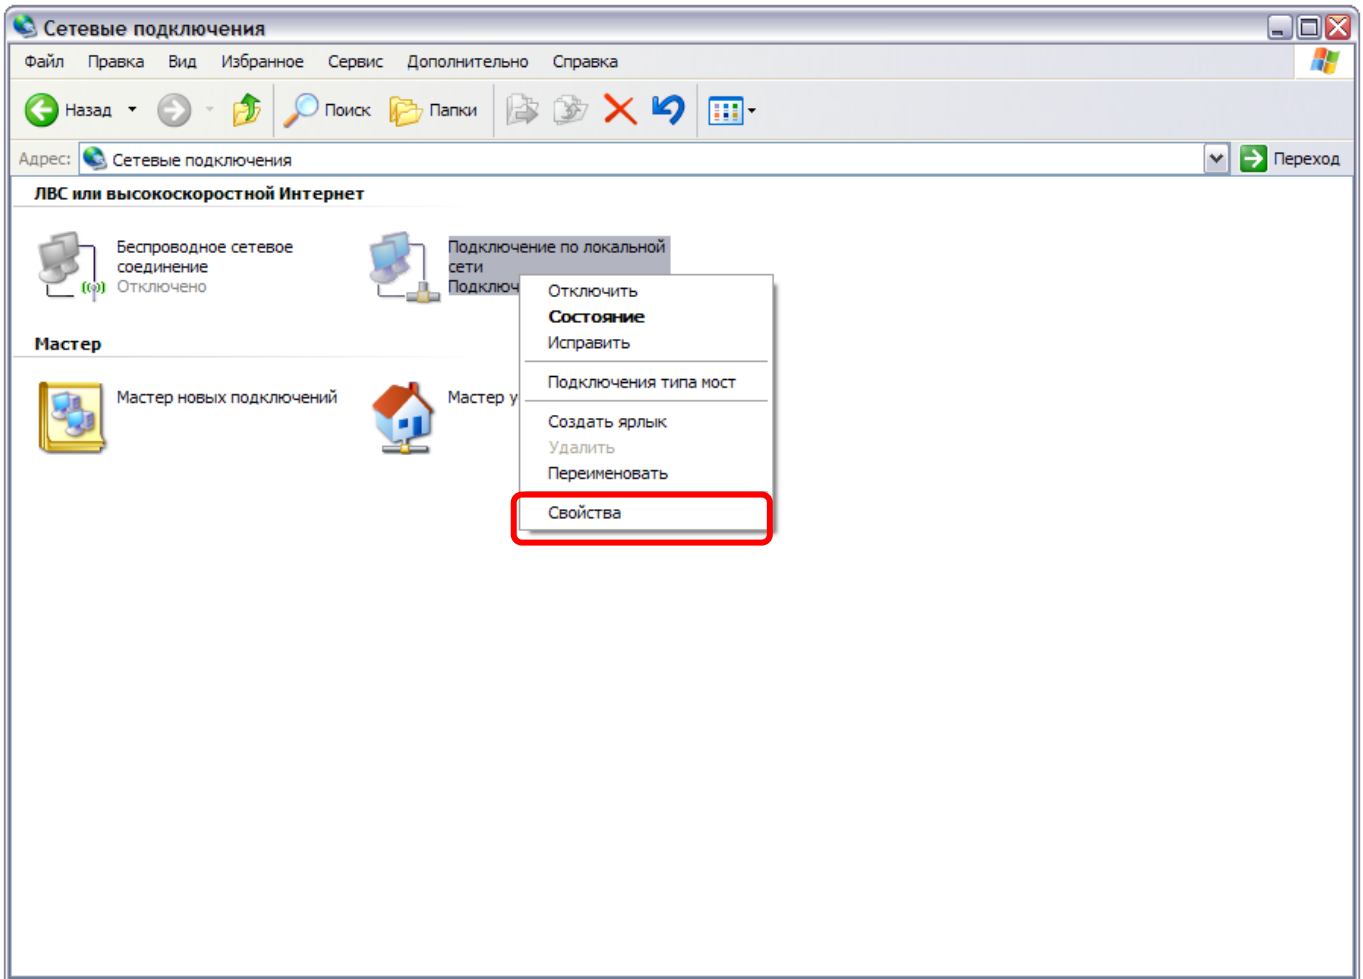 Сетевые подключения
Файл Правка Вид Избранное Сервис Дополнительно Справка
Назад Поиск Папки
Адрес: Сетевые подключения Переход
ЛВС или высокоскоростной Интернет
Беспроводное сетевое
соединение
Отключено
Подключение по локальной
сети
Подключ
Отключить
Состояние
Исправить
Подключения типа мост
Создать ярлык
Удалить
Переименовать
Свойства
Мастер
Мастер новых подключений
Мастер у